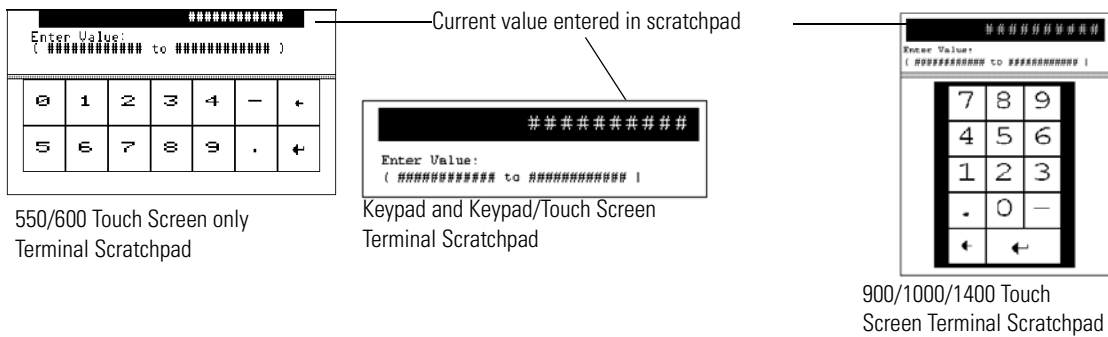 ############
Enter Value:
( ############ to ############ )
0 1 2 3 4 – ←
5 6 7 8 9 . ↵
550/600 Touch Screen only
Terminal Scratchpad
Current value entered in scratchpad
##########
Enter Value:
( ############ to ############ |
Keypad and Keypad/Touch Screen
Terminal Scratchpad
##########
Enter Value:
( ############ to ############ |
7 8 9
4 5 6
1 2 3
. 0 –
← ↵
900/1000/1400 Touch
Screen Terminal Scratchpad